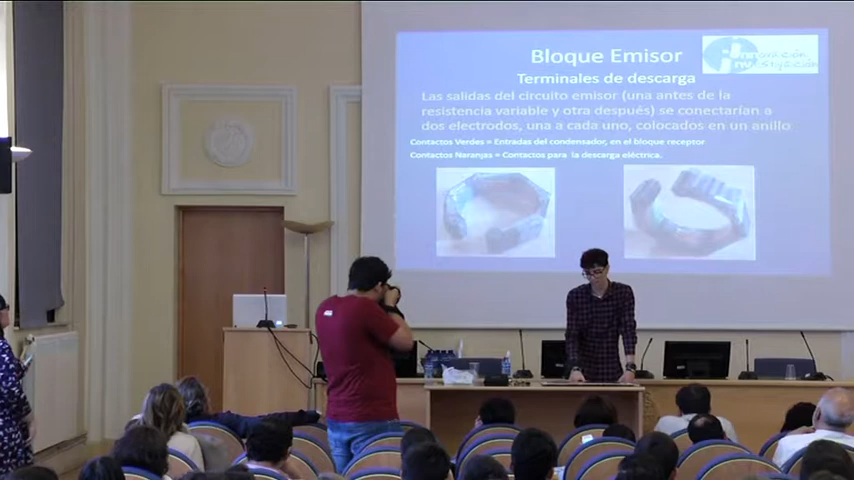 Bloque Emisor
Terminales de descarga
Las salidas del circuito emisor (una antes de la
resistencia variable y otra después) se conectarían a
dos electrodos, una a cada uno, colocados en un anillo
Contactos Verdes = Entradas del condensador, en el bloque receptor
Contactos Naranjas = Contactos para la descarga eléctrica.